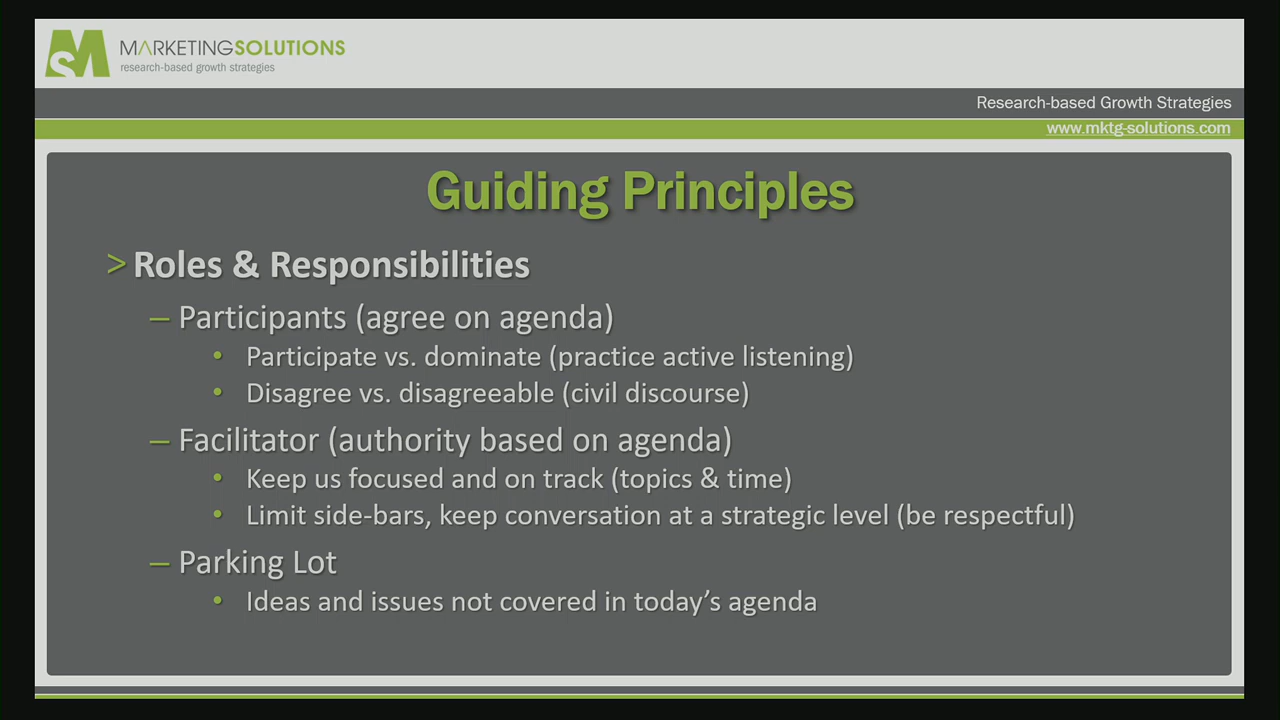 MARKETINGSOLUTIONS
research-based growth strategies
Research-based Growth Strategies
www.mktg-solutions.com
Guiding Principles
> Roles & Responsibilities
– Participants (agree on agenda)
• Participate vs. dominate (practice active listening)
• Disagree vs. disagreeable (civil discourse)
– Facilitator (authority based on agenda)
• Keep us focused and on track (topics & time)
• Limit side-bars, keep conversation at a strategic level (be respectful)
– Parking Lot
• Ideas and issues not covered in today’s agenda